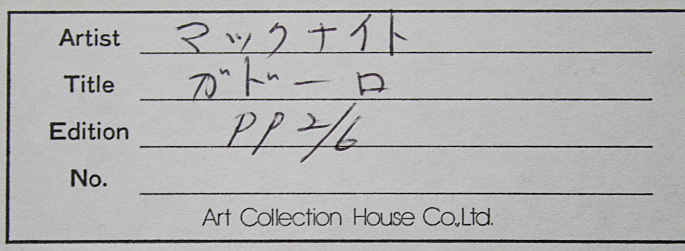 Artist マックナイト
Title ガドーロ
Edition PP 2/6
No.
Art Collection House Co.,Ltd.